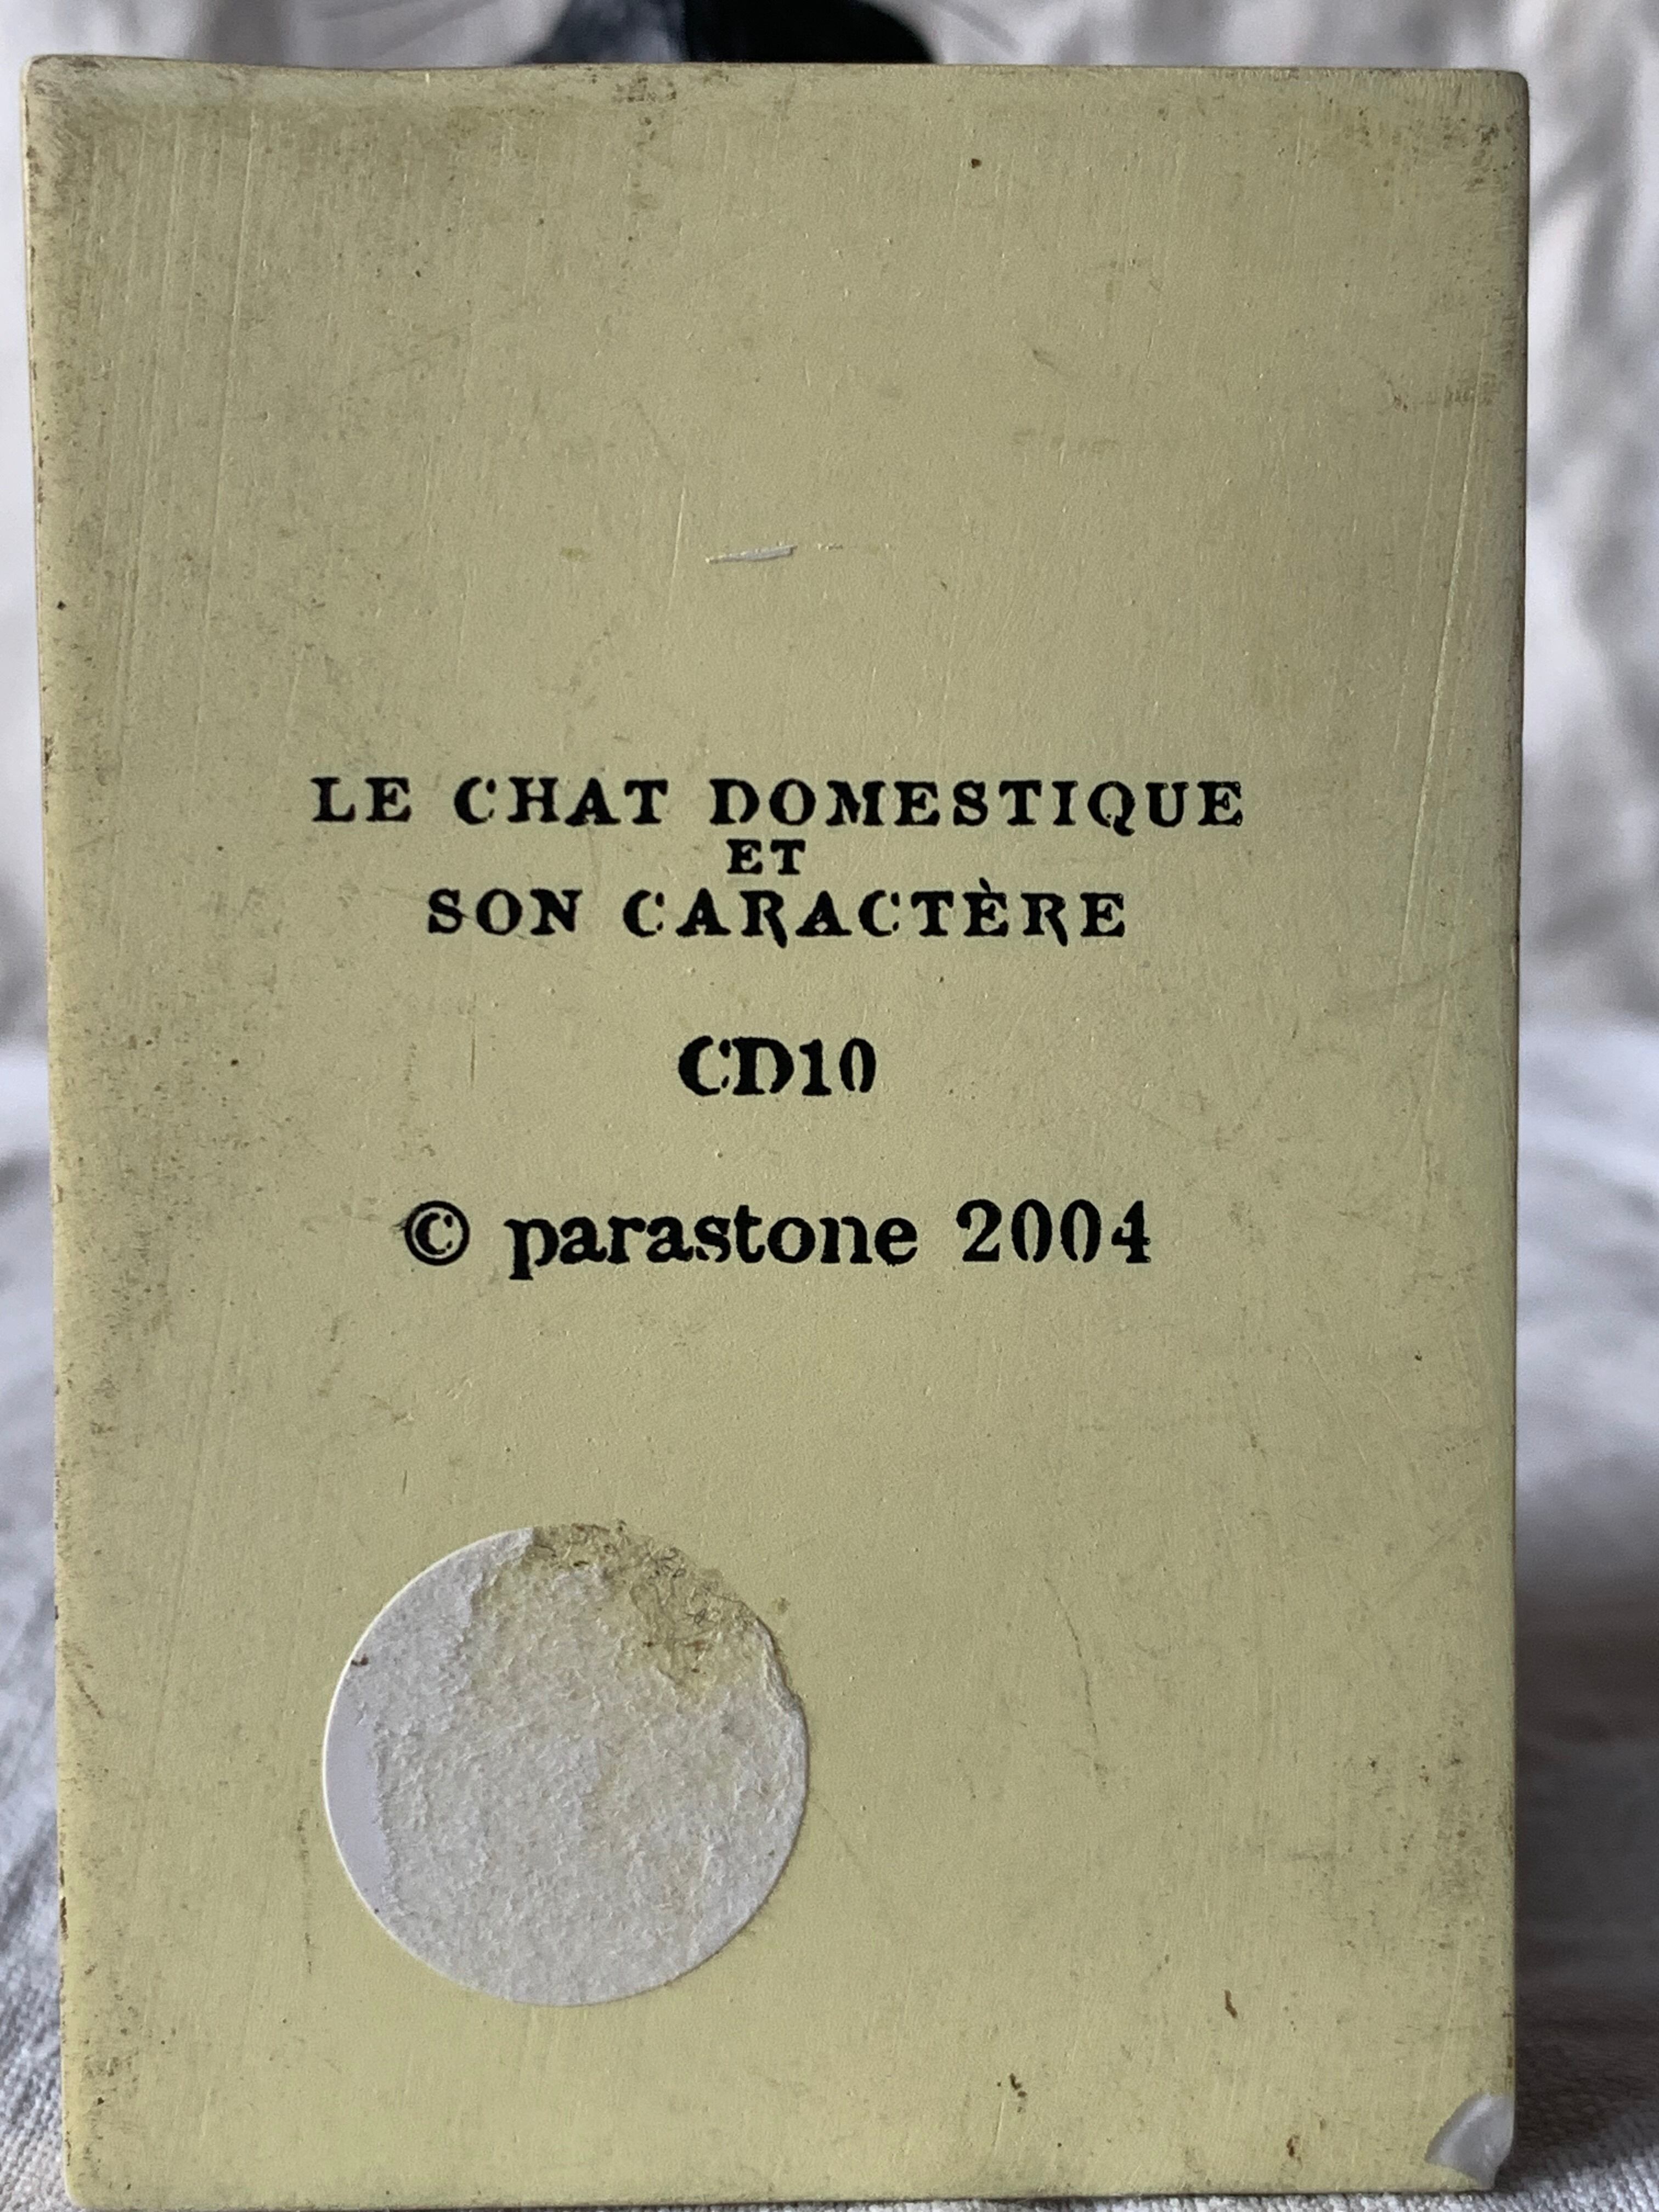 LE CHAT DOMESTIQUE
ET
SON CARACTÈRE
CD10
© parastone 2004